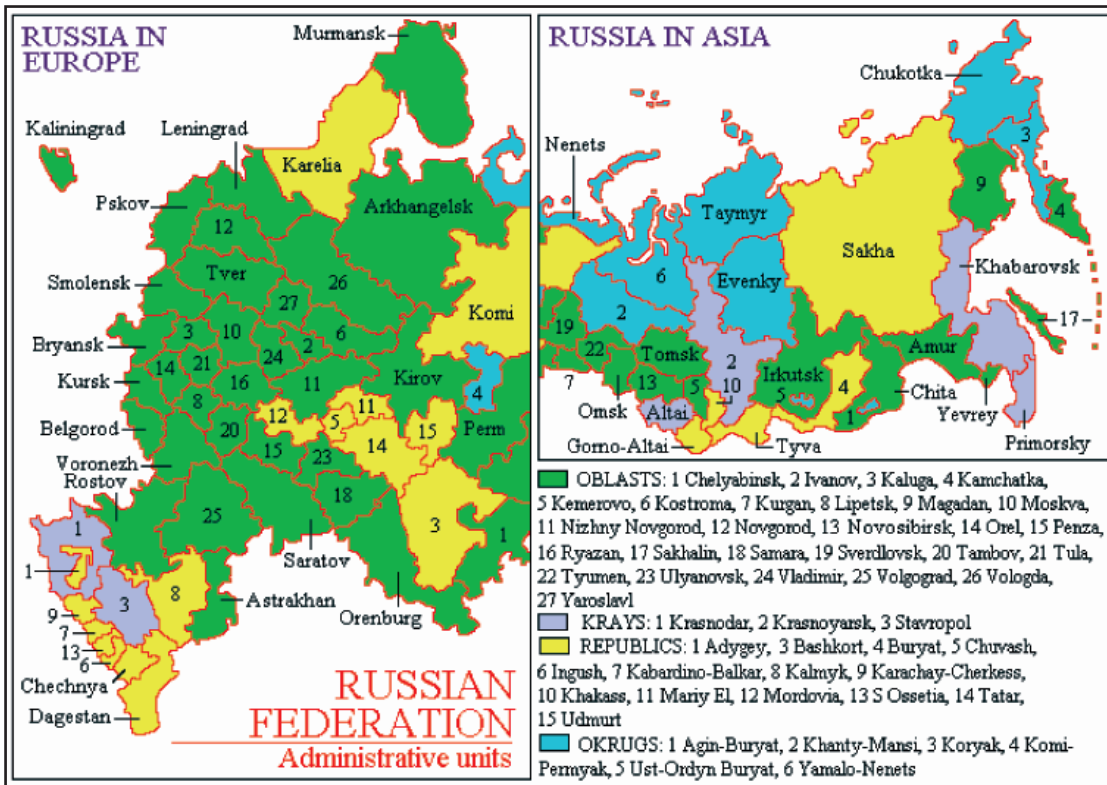 RUSSIA IN
EUROPE
Murmansk
Kaliningrad
Leningrad
Karelia
Pskov
Arkhangelsk
12
Tver
Smolensk
26
27
Komi
3
10
6
Bryansk
2
14
21
24
Kursk
16
11
Kirov
4
8
12
11
Belgorod
5
Perm
20
15
14
15
23
Voronezh
Rostov
18
25
3
1
1
Saratov
1
8
Astrakhan
Orenburg
3
9
7
13
6
Chechnya
Dagestan
RUSSIAN
FEDERATION
Administrative units
RUSSIA IN ASIA
Chukotka
Nenets
3
9
4
Taymyr
Sakha
6
Khabarovsk
Evenky
2
17
19
22
Tomsk
2
Amur
7
13
5
10
Irkutsk
4
5
Omsk
Altai
1
Chita
Yevrey
Gorno-Altai
Tyva
Primorsky
OBLASTS: 1 Chelyabinsk, 2 Ivanov, 3 Kaluga, 4 Kamchatka,
5 Kemerovo, 6 Kostroma, 7 Kurgan, 8 Lipetsk, 9 Magadan, 10 Moskva,
11 Nizhny Novgorod, 12 Novgorod, 13 Novosibirsk, 14 Orel, 15 Penza,
16 Ryazan, 17 Sakhalin, 18 Samara, 19 Sverdlovsk, 20 Tambov, 21 Tula,
22 Tyumen, 23 Ulyanovsk, 24 Vladimir, 25 Volgograd, 26 Vologda,
27 Yaroslavl
KRAYS: 1 Krasnodar, 2 Krasnoyarsk, 3 Stavropol
REPUBLICS: 1 Adygey, 3 Bashkort, 4 Buryat, 5 Chuvash,
6 Ingush, 7 Kabardino-Balkar, 8 Kalmyk, 9 Karachay-Cherkess,
10 Khakass, 11 Mariy El, 12 Mordovia, 13 S Ossetia, 14 Tatar,
15 Udmurt
OKRUGS: 1 Agin-Buryat, 2 Khanty-Mansi, 3 Koryak, 4 Komi-
Permyak, 5 Ust-Ordyn Buryat, 6 Yamalo-Nenets